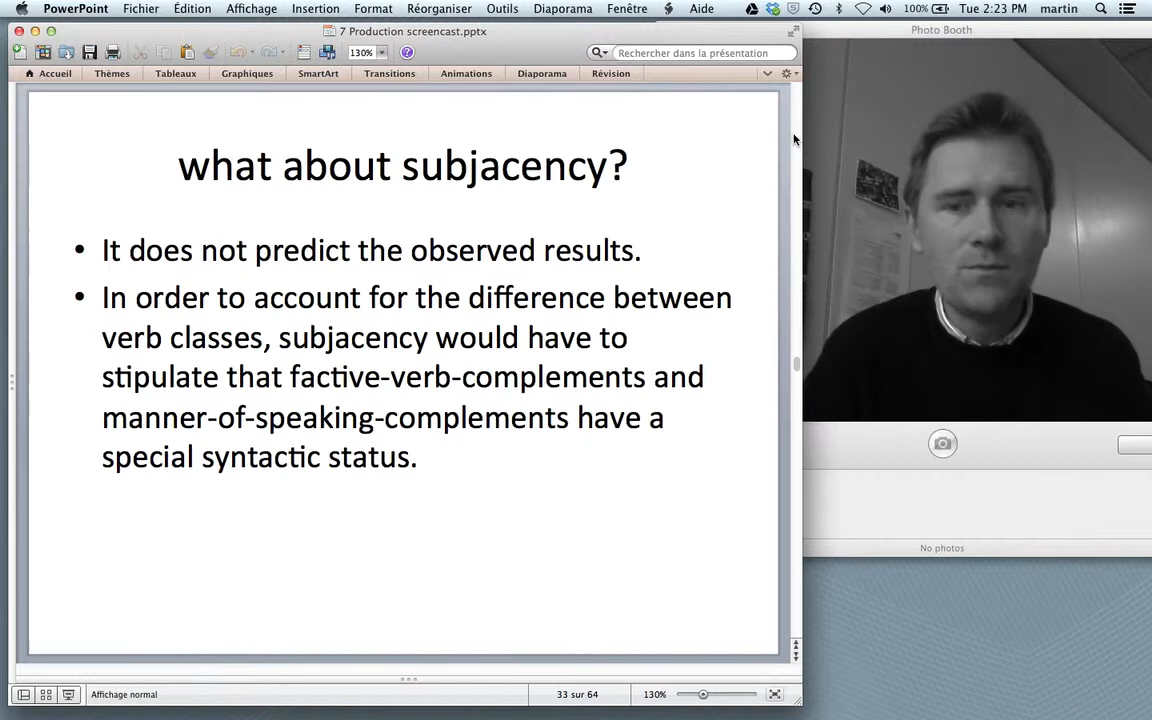 PowerPoint Fichier Édition Affichage Insertion Format Réorganiser Outils Diaporama Fenêtre Aide 100% Tue 2:23 PM martin
7 Production screencast.pptx
Photo Booth
130% Rechercher dans la présentation
Accueil Thèmes Tableaux Graphiques SmartArt Transitions Animations Diaporama Révision
what about subjacency?
• It does not predict the observed results.
• In order to account for the difference between
verb classes, subjacency would have to
stipulate that factive-verb-complements and
manner-of-speaking-complements have a
special syntactic status.
No photos
Affichage normal 33 sur 64 130%